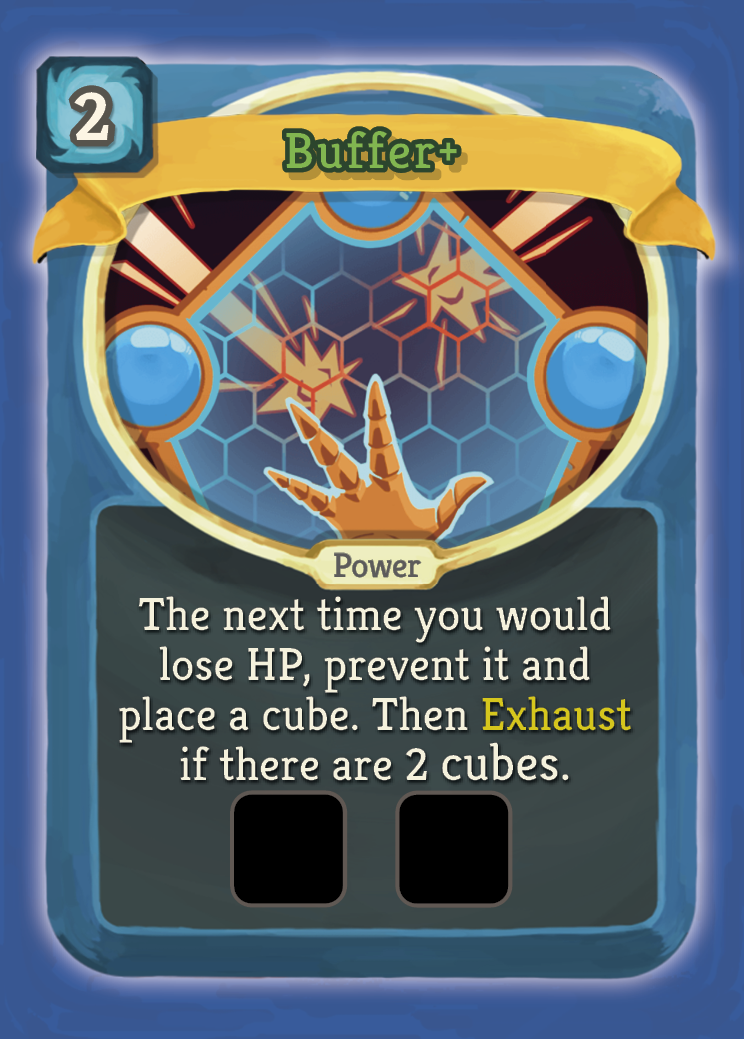 2
Buffer+
Power
The next time you would
lose HP, prevent it and
place a cube. Then Exhaust
if there are 2 cubes.